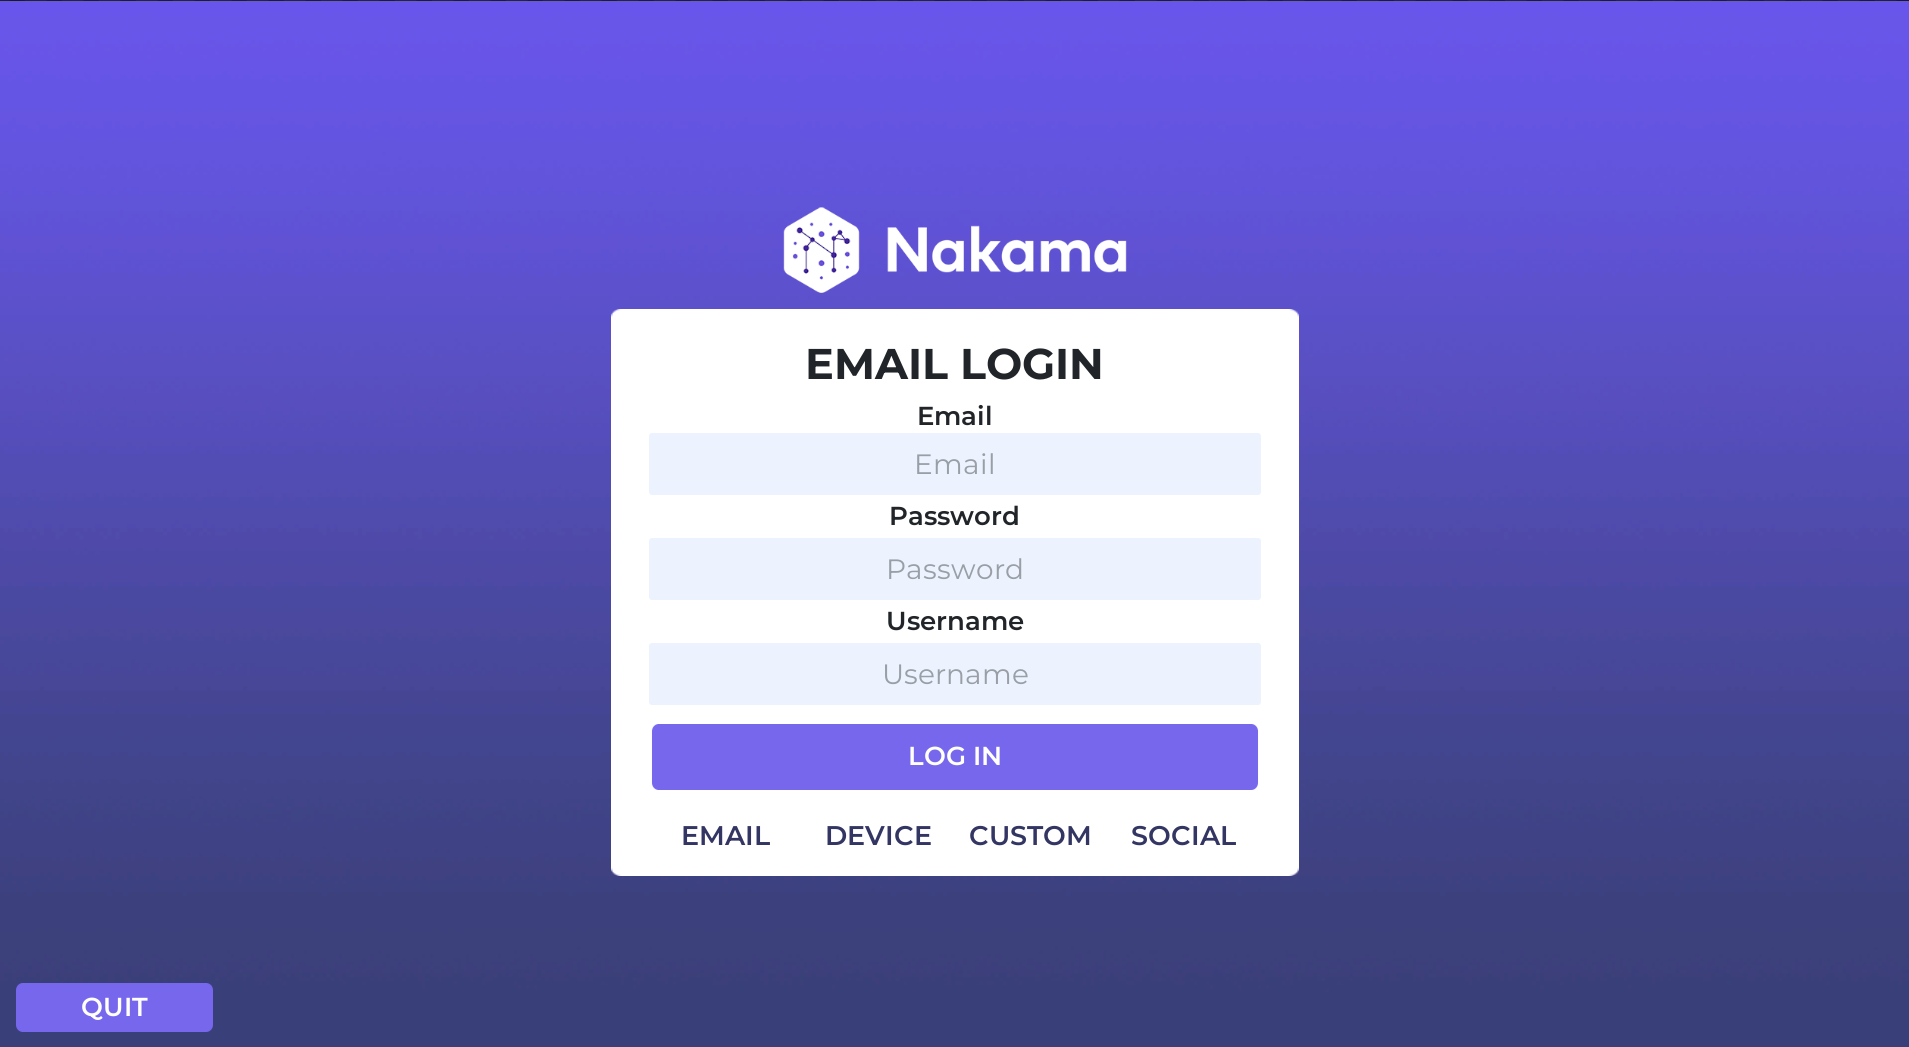 Nakama
EMAIL LOGIN
Email
Email
Password
Password
Username
Username
LOG IN
EMAIL DEVICE CUSTOM SOCIAL
QUIT